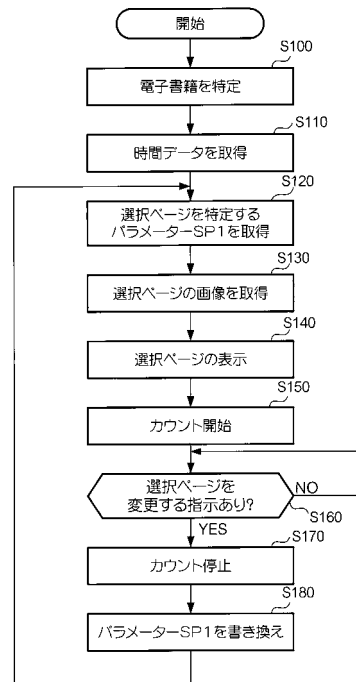 開始
S100
電子書籍を特定
S110
時間データを取得
S120
選択ページを特定する
パラメーターSP1を取得
S130
選択ページの画像を取得
S140
選択ページの表示
S150
カウント開始
選択ページを
変更する指示あり?
NO
S160
YES
S170
カウント停止
S180
パラメーターSP1を書き換え